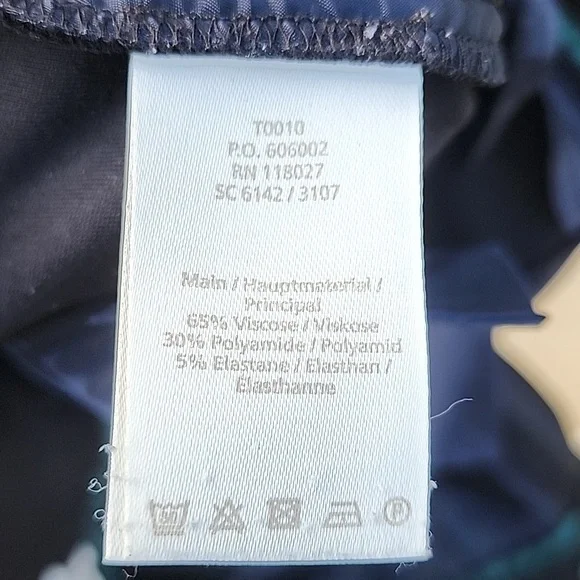 T0010
P.O. 606002
RN 118027
SC 6142 / 3107
Main / Hauptmaterial /
Principal
65% Viscose / Viskose
30% Polyamide / Polyamid
5% Elastane / Elasthan /
Elasthanne
P